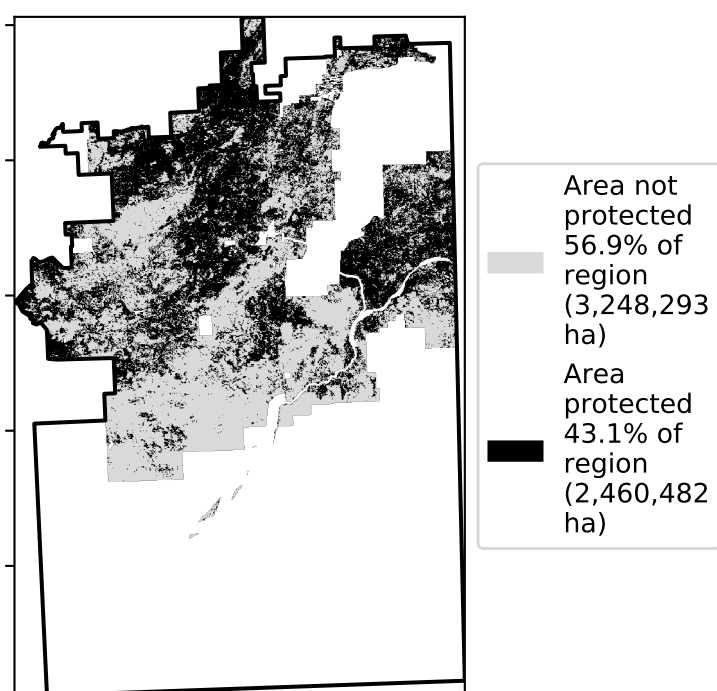 Area not
protected
56.9% of
region
(3,248,293
ha)
Area
protected
43.1% of
region
(2,460,482
ha)